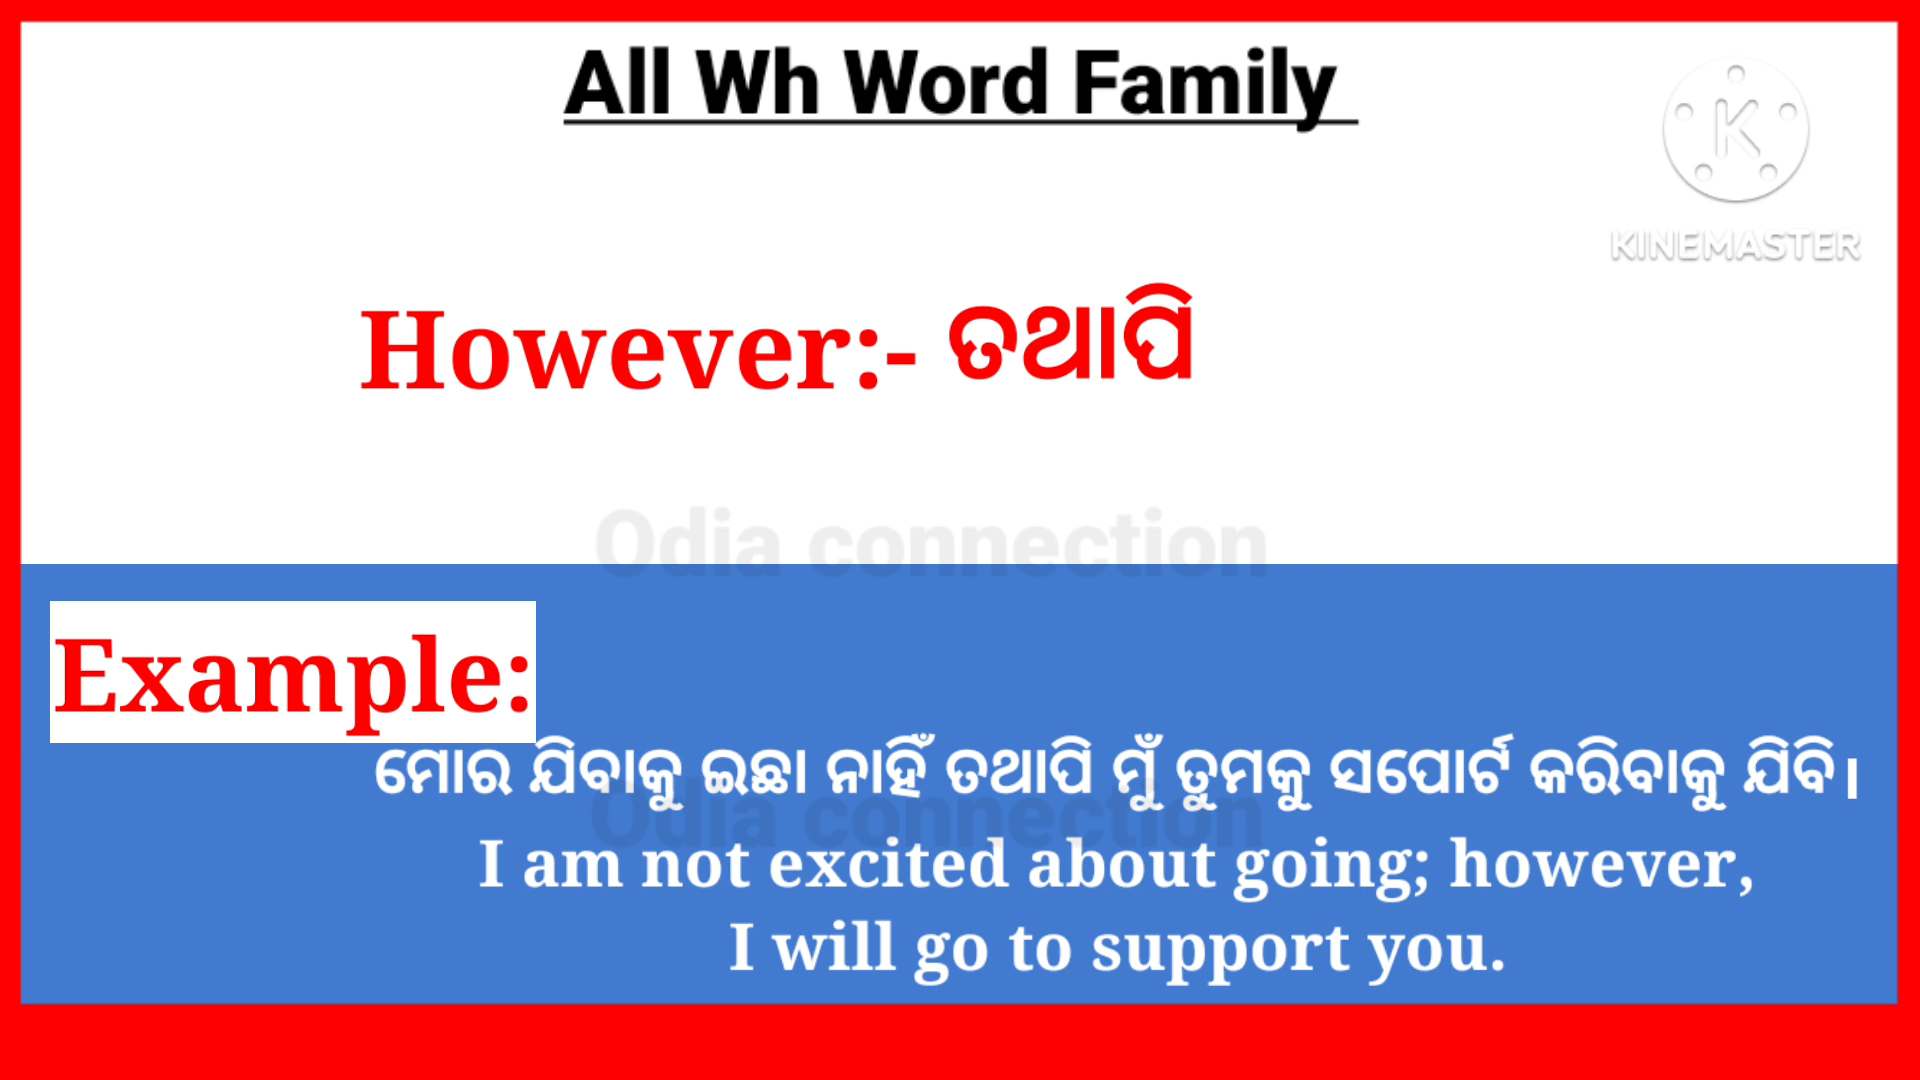 All Wh Word Family
KINEMASTER
However:- ତଥାପି
Odia connection
Example:
ମୋର ଯିବାକୁ ଇଛା ନାହିଁ ତଥାପି ମୁଁ ତୁମକୁ ସପୋର୍ଟ କରିବାକୁ ଯିବି।
Odia connection
I am not excited about going; however,
I will go to support you.